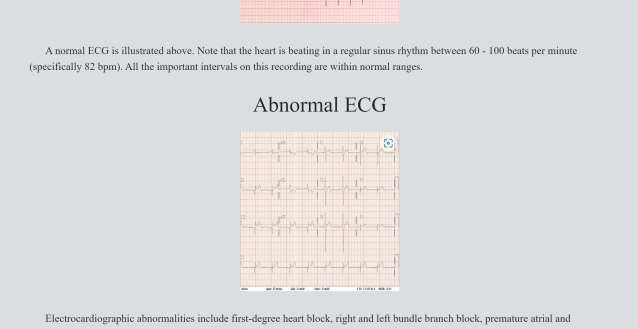 A normal ECG is illustrated above. Note that the heart is beating in a regular sinus rhythm between 60 - 100 beats per minute
(specifically 82 bpm). All the important intervals on this recording are within normal ranges.
Abnormal ECG
Electrocardiographic abnormalities include first-degree heart block, right and left bundle branch block, premature atrial and